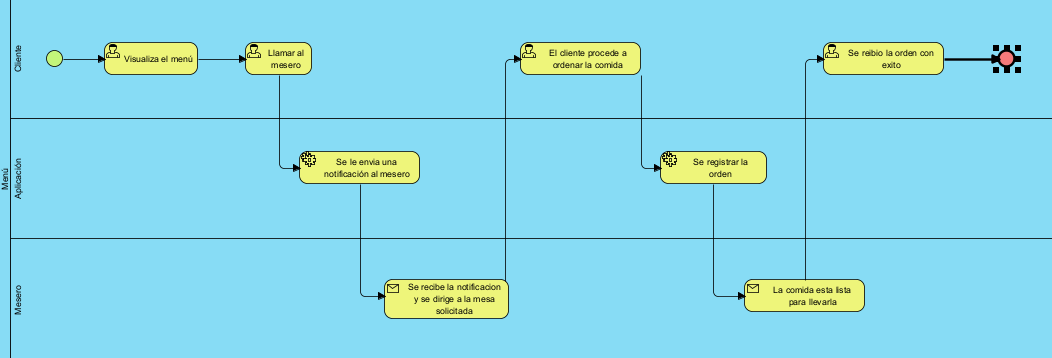 Menú
Cliente
Visualiza el menú
Llamar al
mesero
El cliente procede a
ordenar la comida
Se reibio la orden con
exito
Aplicación
Se le envia una
notificación al mesero
Se registrar la
orden
Mesero
Se recibe la notificacion
y se dirige a la mesa
solicitada
La comida esta lista
para llevarla